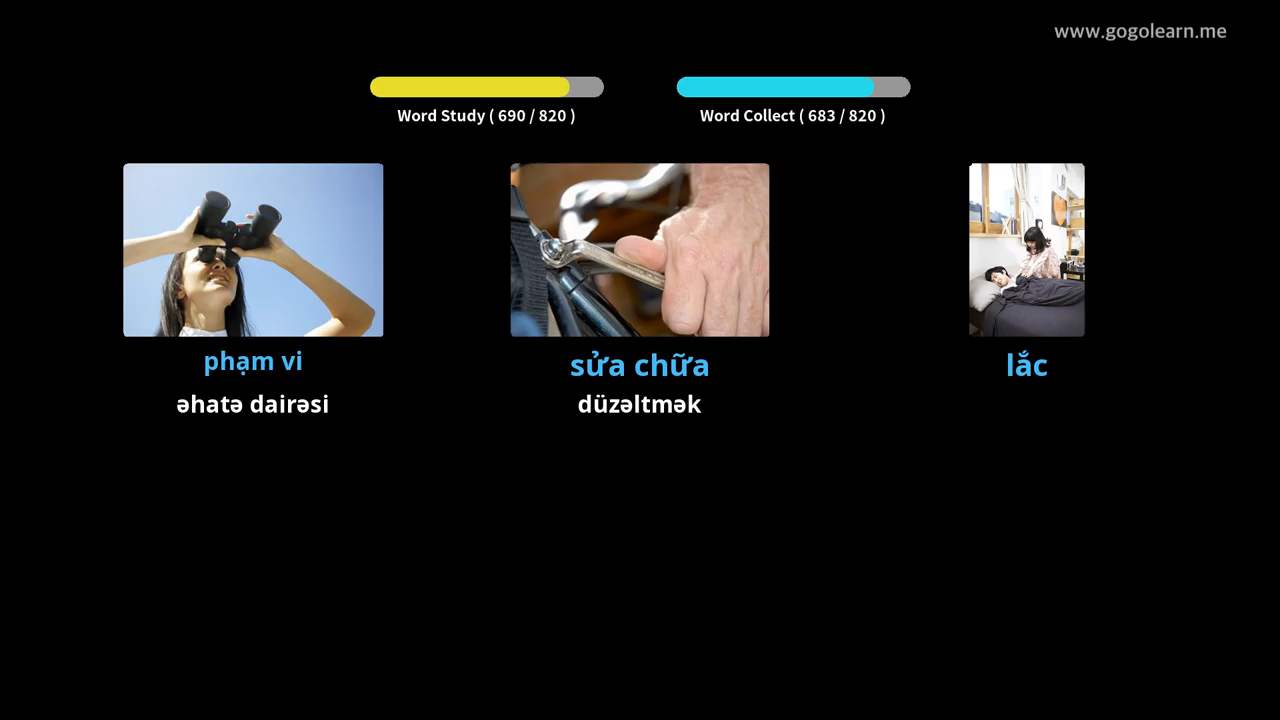 www.gogolearn.me
Word Study ( 690 / 820 )
Word Collect ( 683 / 820 )
phạm vi
sửa chữa
lắc
əhatə dairəsi
düzəltmək